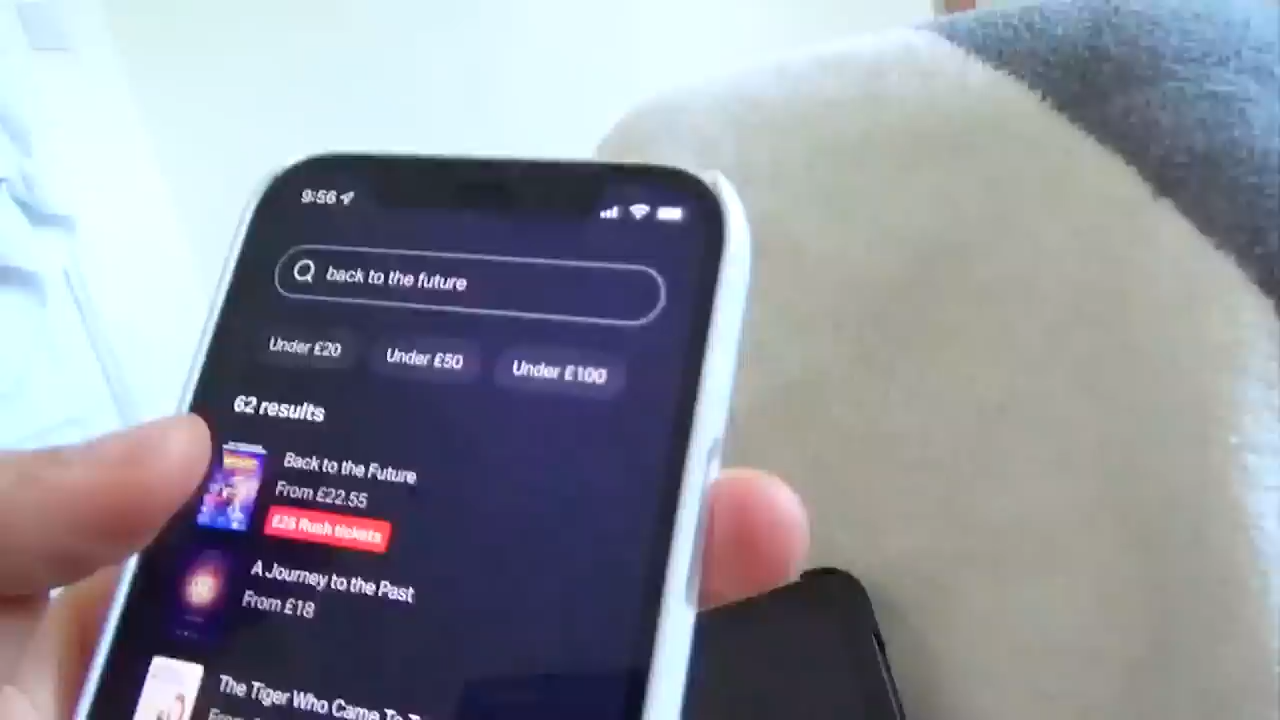 9:56
back to the future
Under £20
Under £50
Under £100
62 results
Back to the Future
From £22.55
£25 Rush tickets
A Journey to the Past
From £18
The Tiger Who Came To